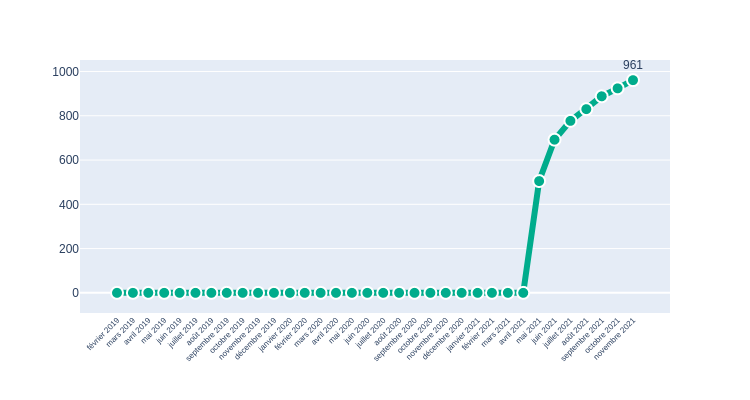 961
1000
800
600
400
200
0
février 2019
mars 2019
avril 2019
mai 2019
juin 2019
juillet 2019
août 2019
septembre 2019
octobre 2019
novembre 2019
décembre 2019
janvier 2020
février 2020
mars 2020
avril 2020
mai 2020
juin 2020
juillet 2020
août 2020
septembre 2020
octobre 2020
novembre 2020
décembre 2020
janvier 2021
février 2021
mars 2021
avril 2021
mai 2021
juin 2021
juillet 2021
août 2021
septembre 2021
octobre 2021
novembre 2021